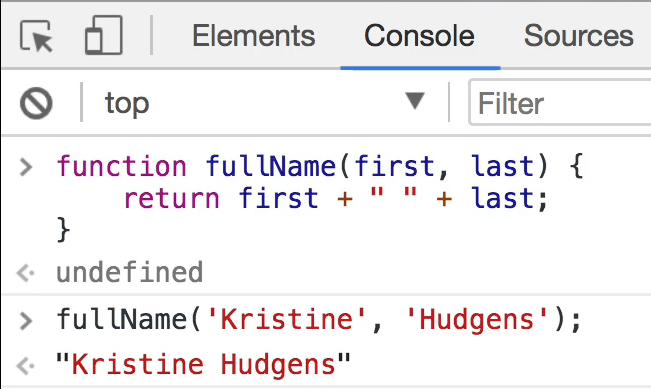 Elements Console Sources
top Filter
> function fullName(first, last) {
    return first + " " + last;
}
undefined
> fullName('Kristine', 'Hudgens');
"Kristine Hudgens"